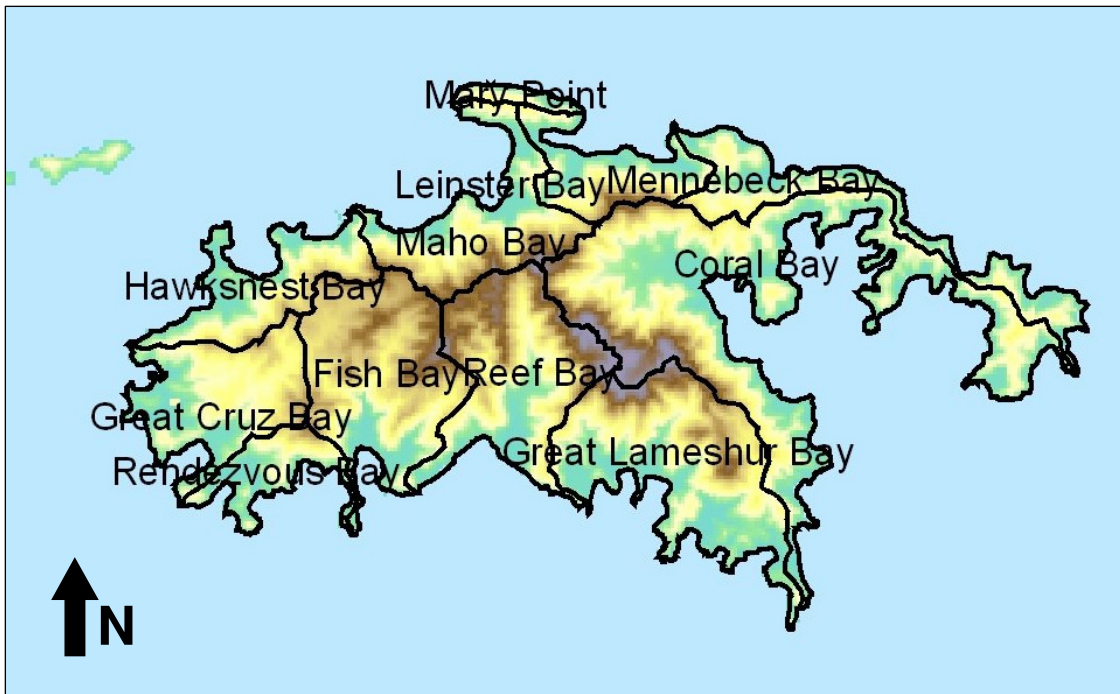 Mary Point
Leinster Bay
Mennebeck Bay
Maho Bay
Coral Bay
Hawksnest Bay
Fish Bay
Reef Bay
Great Cruz Bay
Great Lameshur Bay
Rendezvous Bay
N